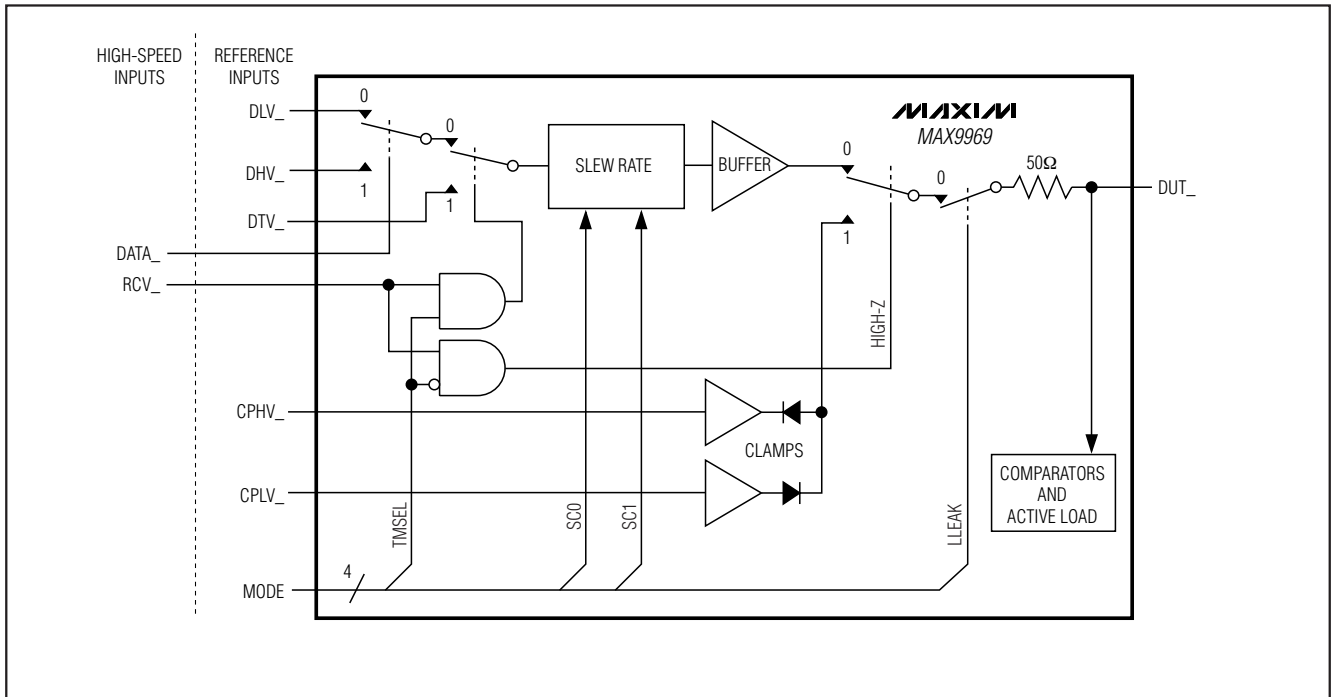 HIGH-SPEED
INPUTS
REFERENCE
INPUTS
DLV_
DHV_
DTV_
DATA_
RCV_
CPHV_
CPLV_
MODE
0
1
0
1
SLEW RATE
BUFFER
MAXIM
MAX9969
0
1
0
50Ω
DUT_
HIGH-Z
CLAMPS
TMSEL
SC0
SC1
LLEAK
COMPARATORS
AND
ACTIVE LOAD
4